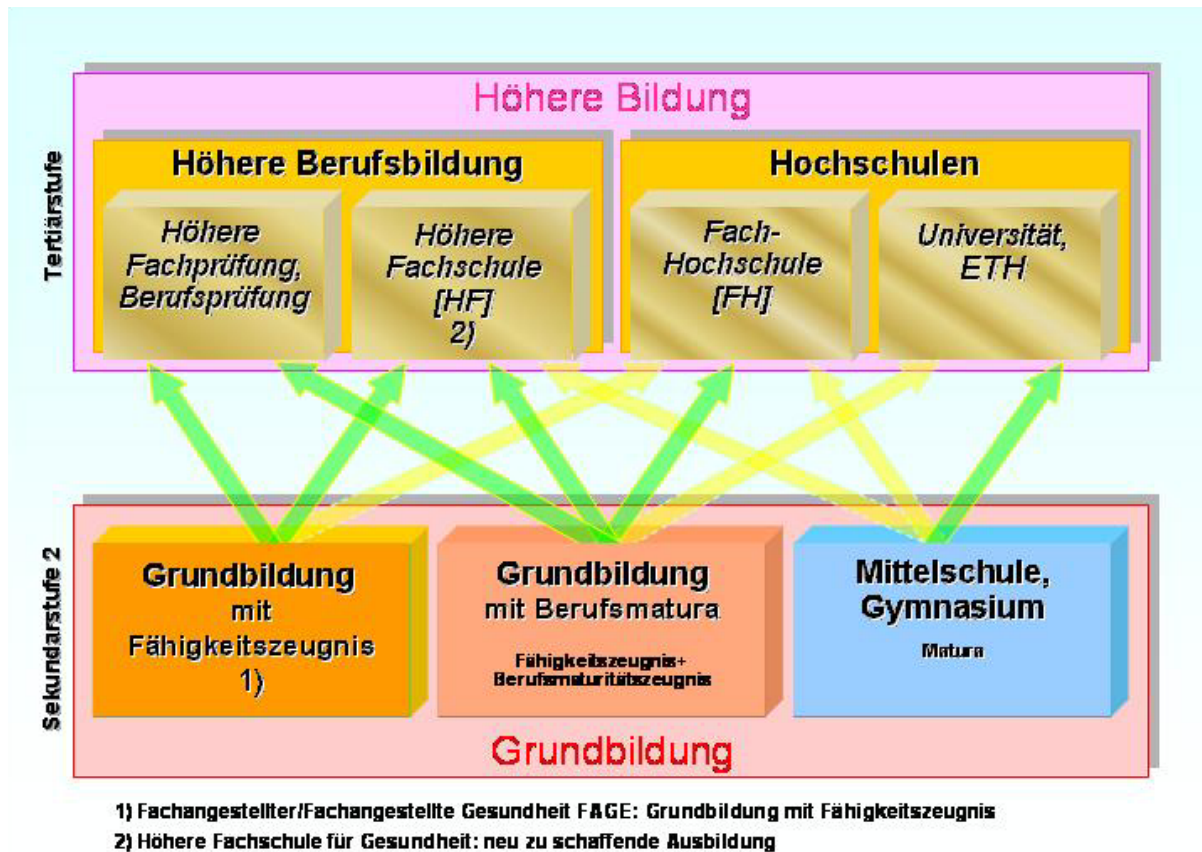 Höhere Bildung
Tertiärstufe
Höhere Berufsbildung
Höhere
Fachprüfung,
Berufsprüfung
Höhere
Fachschule
[HF]
2)
Hochschulen
Fach-
Hochschule
[FH]
Universität,
ETH
Sekundarstufe 2
Grundbildung
mit
Fähigkeitszeugnis
1)
Grundbildung
mit Berufsmatura
Fähigkeitszeugnis+
Berufsmaturitätszeugnis
Mittelschule,
Gymnasium
Matura
Grundbildung
1) Fachangestellter/Fachangestellte Gesundheit FAGE: Grundbildung mit Fähigkeitszeugnis
2) Höhere Fachschule für Gesundheit: neu zu schaffende Ausbildung